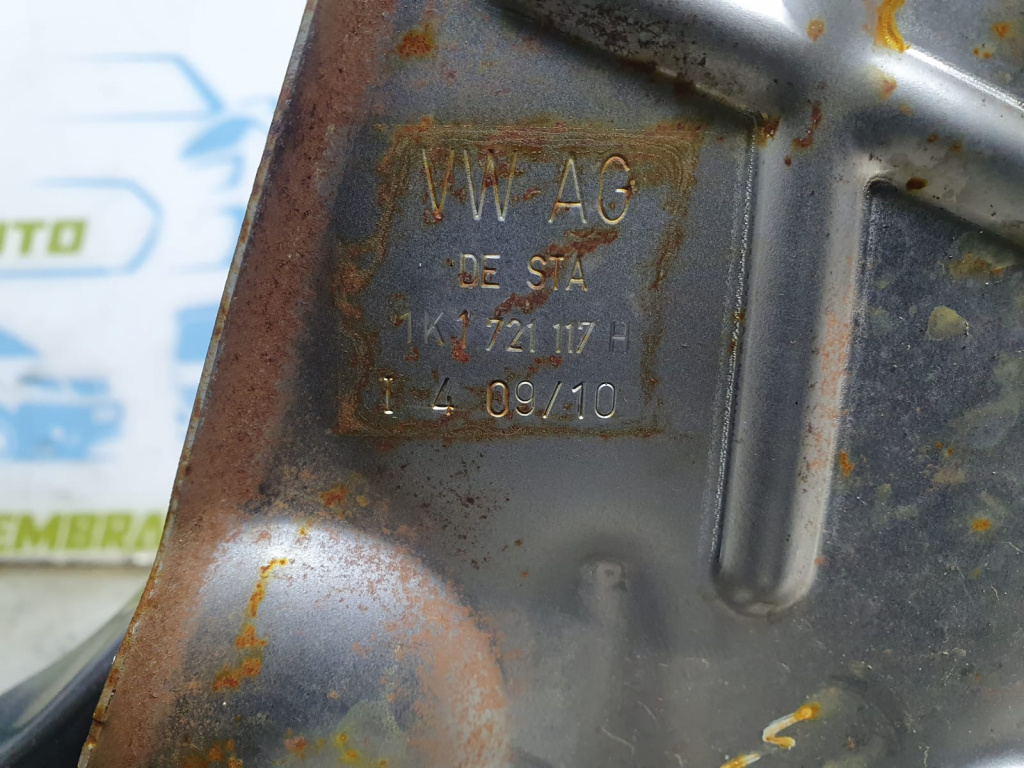 VW AG
DE STA
1K1 721 117 H
I 4 09/10